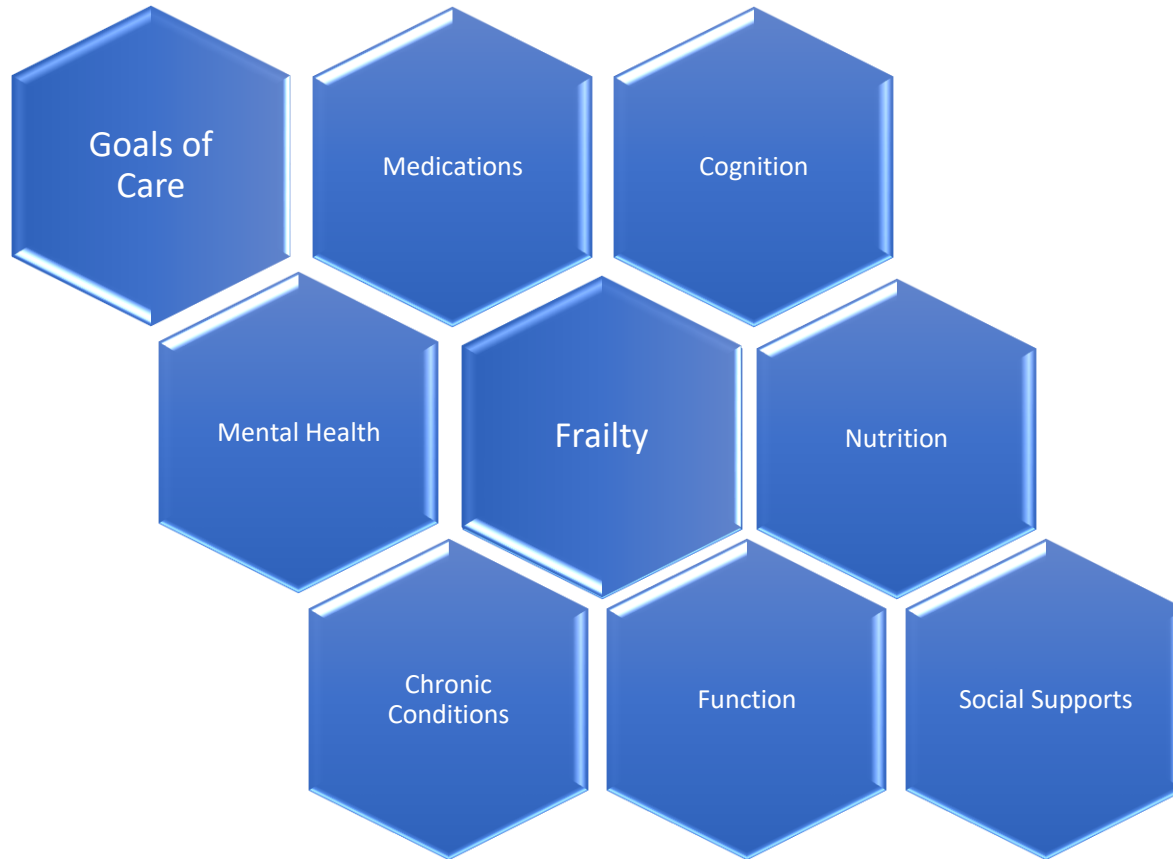 Goals of
Care
Medications
Cognition
Mental Health
Frailty
Nutrition
Chronic
Conditions
Function
Social Supports